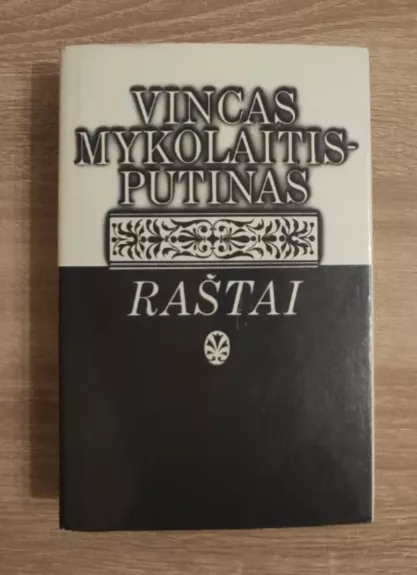 VINCAS
MYKOLAITIS-
PUTINAS
RAŠTAI